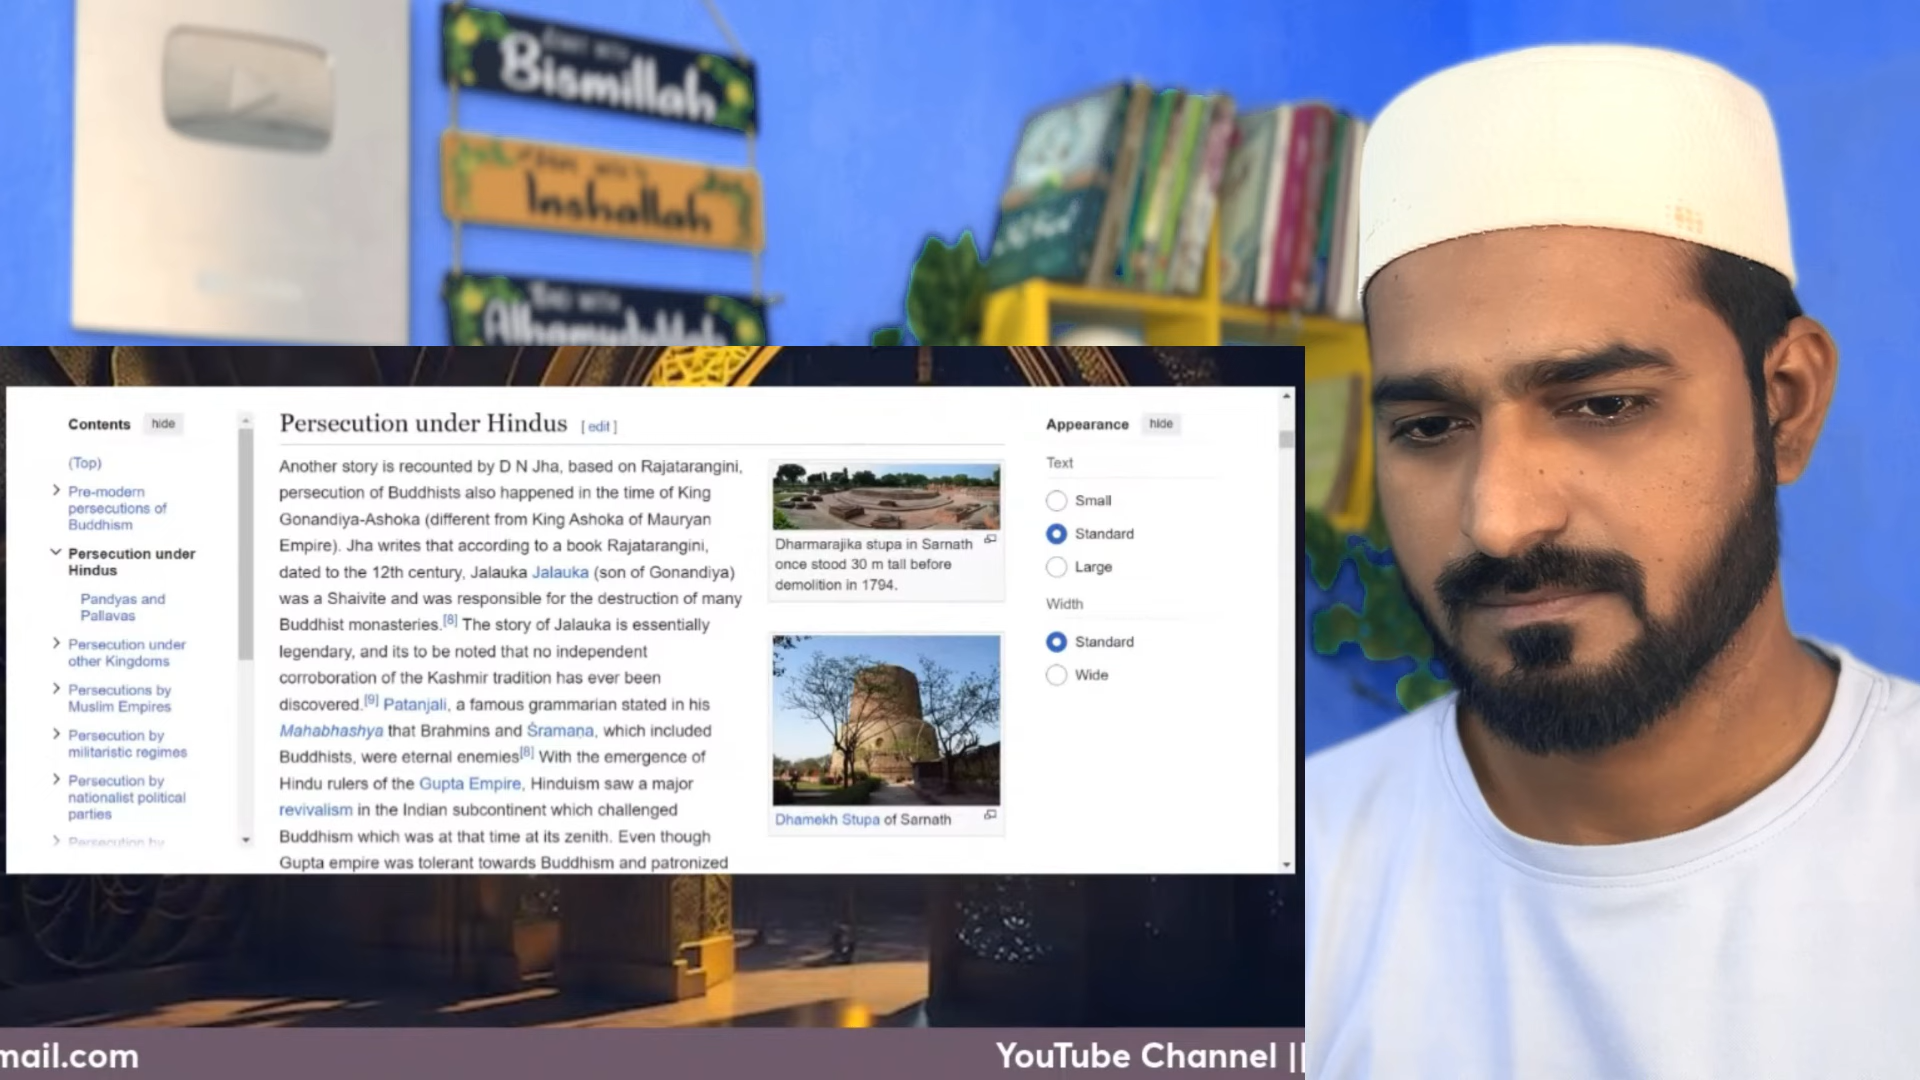 START WITH
Bismillah
Inshallah
END WITH
Alhamdulillah
Contents hide
(Top)
Pre-modern
persecutions of
Buddhism
Persecution under
Hindus
Pandyas and
Pallavas
Persecution under
other Kingdoms
Persecutions by
Muslim Empires
Persecution by
militaristic regimes
Persecution by
nationalist political
parties
Persecution by
Persecution under Hindus [ edit ]
Another story is recounted by D N Jha, based on Rajatarangini,
persecution of Buddhists also happened in the time of King
Gonandiya-Ashoka (different from King Ashoka of Mauryan
Empire). Jha writes that according to a book Rajatarangini,
dated to the 12th century, Jalauka Jalauka (son of Gonandiya)
was a Shaivite and was responsible for the destruction of many
Buddhist monasteries.[8] The story of Jalauka is essentially
legendary, and its to be noted that no independent
corroboration of the Kashmir tradition has ever been
discovered.[9] Patanjali, a famous grammarian stated in his
Mahabhashya that Brahmins and Śramaṇa, which included
Buddhists, were eternal enemies[8] With the emergence of
Hindu rulers of the Gupta Empire, Hinduism saw a major
revivalism in the Indian subcontinent which challenged
Buddhism which was at that time at its zenith. Even though
Gupta empire was tolerant towards Buddhism and patronized
Dharmarajika stupa in Sarnath
once stood 30 m tall before
demolition in 1794.
Dhamekh Stupa of Sarnath
Appearance hide
Text
Small
Standard
Large
Width
Standard
Wide
mail.com
YouTube Channel ||